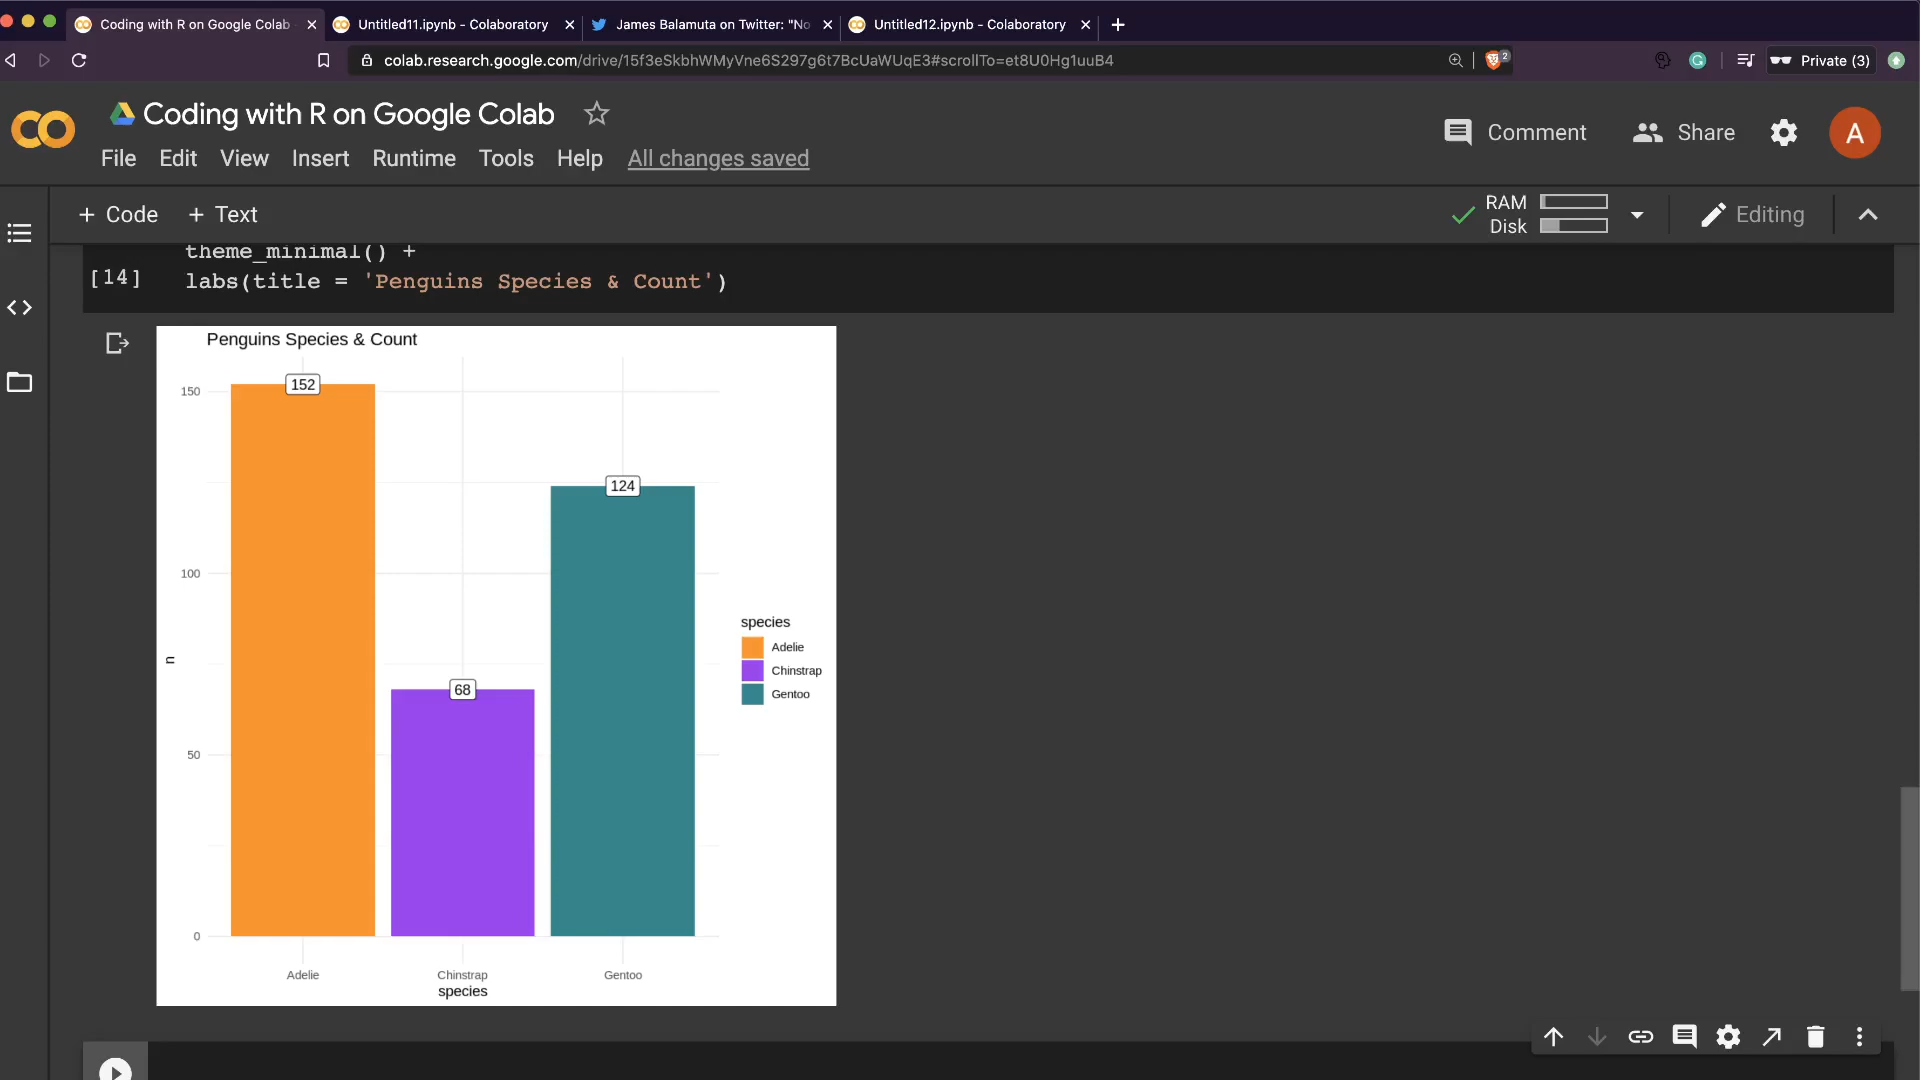 Coding with R on Google Colab
Untitled11.ipynb - Colaboratory
James Balamuta on Twitter: "No
Untitled12.ipynb - Colaboratory
colab.research.google.com/drive/15f3eSkbhWMyVne6S297g6t7BcUaWUqE3#scrollTo=et8U0Hg1uuB4
2
G
Private (3)
Coding with R on Google Colab
Comment
Share
A
File Edit View Insert Runtime Tools Help All changes saved
+ Code + Text
RAM
Disk
Editing
theme_minimal() +
[14] labs(title = 'Penguins Species & Count')
Penguins Species & Count
152
150
124
100
species
Adelie
n
Chinstrap
68
Gentoo
50
0
Adelie Chinstrap Gentoo
species